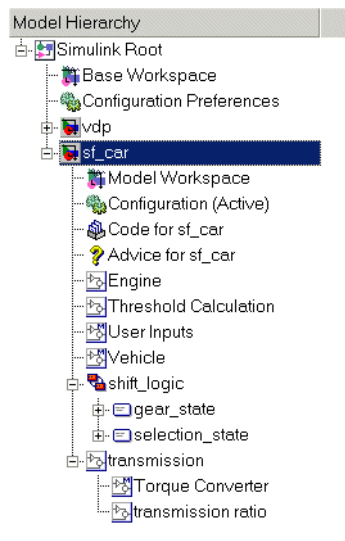 Model Hierarchy
Simulink Root
Base Workspace
Configuration Preferences
vdp
sf_car
Model Workspace
Configuration (Active)
Code for sf_car
Advice for sf_car
Engine
Threshold Calculation
User Inputs
Vehicle
shift_logic
gear_state
selection_state
transmission
Torque Converter
transmission ratio